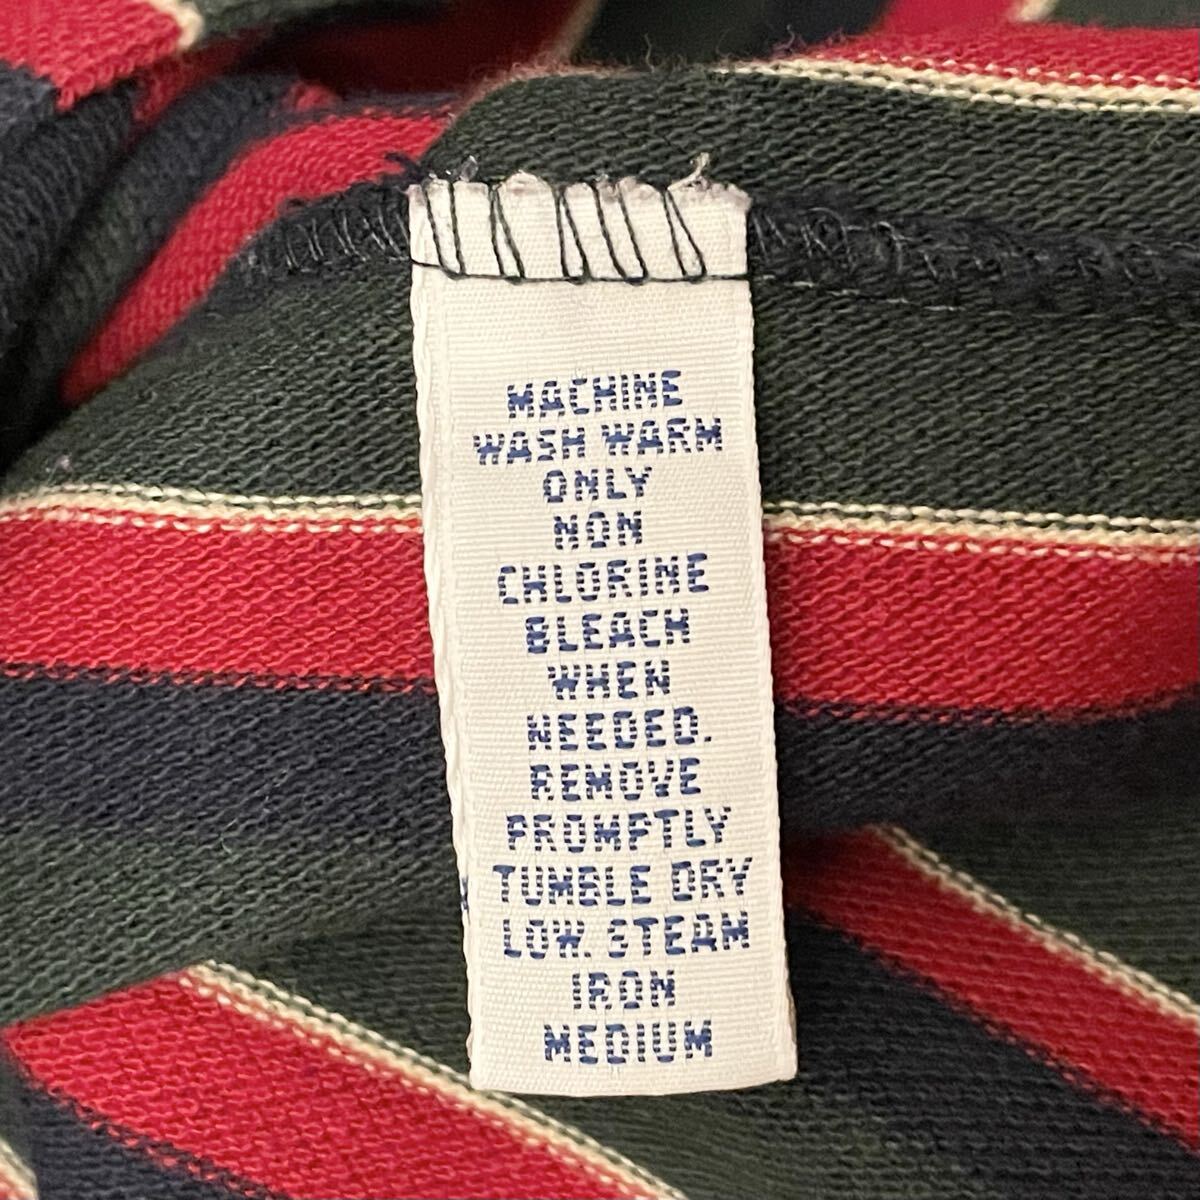 MACHINE
WASH WARM
ONLY
NON
CHLORINE
BLEACH
WHEN
NEEDED.
REMOVE
PROMPTLY
TUMBLE DRY
LOW. STEAM
IRON
MEDIUM